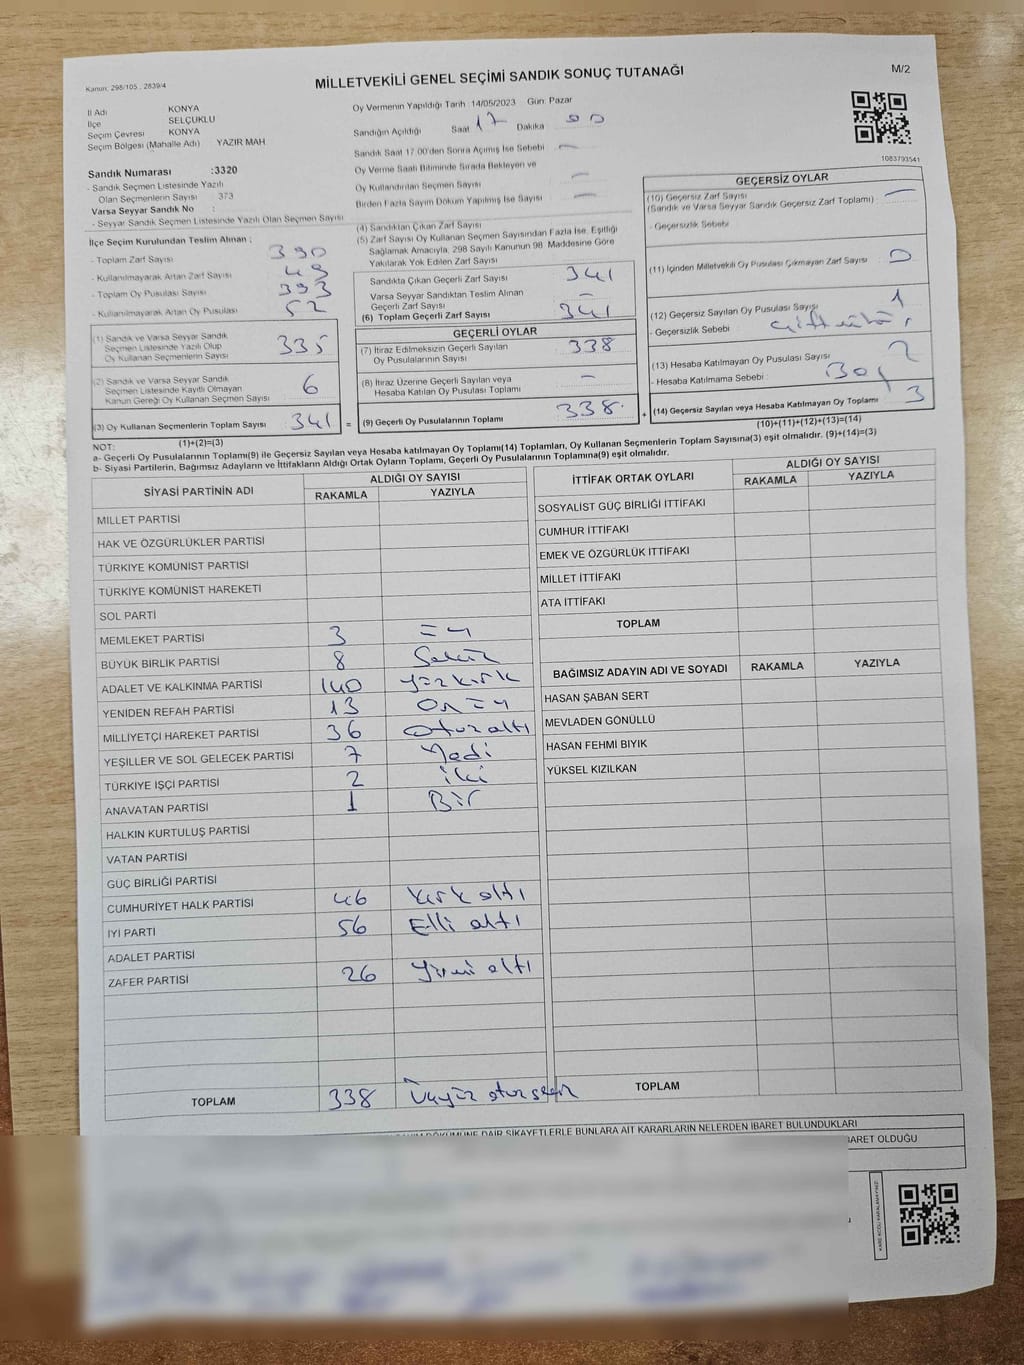 Kanun, 298/105 , 2839/4
MİLLETVEKİLİ GENEL SEÇİMİ SANDIK SONUÇ TUTANAĞI
M/2
İl Adı KONYA
İlçe SELÇUKLU
Seçim Çevresi KONYA
Seçim Bölgesi (Mahalle Adı) YAZIR MAH
Sandık Numarası :3320
- Sandık Seçmen Listesinde Yazılı
Olan Seçmenlerin Sayısı : 373
Varsa Seyyar Sandık No :
- Seyyar Sandık Seçmen Listesinde Yazılı Olan Seçmen Sayısı
İlçe Seçim Kurulundan Teslim Alınan :
- Toplam Zarf Sayısı 390
- Kullanılmayarak Artan Zarf Sayısı 49
- Toplam Oy Pusulası Sayısı 393
- Kullanılmayarak Artan Oy Pusulası 52
(1) Sandık ve Varsa Seyyar Sandık
Seçmen Listesinde Yazılı Olup
Oy Kullanan Seçmenlerin Sayısı 335
(2) Sandık ve Varsa Seyyar Sandık
Seçmen Listesinde Kayıtlı Olmayan
Kanun Gereği Oy Kullanan Seçmen Sayısı 6
(3) Oy Kullanan Seçmenlerin Toplam Sayısı 341
(1)+(2)=(3)
Oy Vermenin Yapıldığı Tarih :14/05/2023 Gün: Pazar
Sandığın Açıldığı Saat 17 Dakika 00
Sandık Saat 17:00'den Sonra Açılmış İse Sebebi —
Oy Verme Saati Bitiminde Sırada Bekleyen ve
Oy Kullandırılan Seçmen Sayısı —
Birden Fazla Sayım Döküm Yapılmış İse Sayısı —
(4) Sandıktan Çıkan Zarf Sayısı
(5) Zarf Sayısı Oy Kullanan Seçmen Sayısından Fazla İse, Eşitliği
Sağlamak Amacıyla, 298 Sayılı Kanunun 98. Maddesine Göre
Yakılarak Yok Edilen Zarf Sayısı
Sandıkta Çıkan Geçerli Zarf Sayısı 341
Varsa Seyyar Sandıktan Teslim Alınan
Geçerli Zarf Sayısı —
(6) Toplam Geçerli Zarf Sayısı 341
=
GEÇERLİ OYLAR
(7) İtiraz Edilmeksizin Geçerli Sayılan
Oy Pusulalarının Sayısı 338
(8) İtiraz Üzerine Geçerli Sayılan veya
Hesaba Katılan Oy Pusulası Toplamı —
(9) Geçerli Oy Pusulalarının Toplamı 338
+
1083793541
GEÇERSİZ OYLAR
(10) Geçersiz Zarf Sayısı —
(Sandık ve Varsa Seyyar Sandık Geçersiz Zarf Toplamı)
- Geçersizlik Sebebi
(11) İçinden Milletvekili Oy Pusulası Çıkmayan Zarf Sayısı 0
(12) Geçersiz Sayılan Oy Pusulası Sayısı 1
- Geçersizlik Sebebi : Çift mühür
(13) Hesaba Katılmayan Oy Pusulası Sayısı 2
- Hesaba Katılmama Sebebi : Boş
(14) Geçersiz Sayılan veya Hesaba Katılmayan Oy Toplamı 3
(10)+(11)+(12)+(13)=(14)
NOT:
a- Geçerli Oy Pusulalarının Toplamı(9) ile Geçersiz Sayılan veya Hesaba katılmayan Oy Toplamı(14) Toplamları, Oy Kullanan Seçmenlerin Toplam Sayısına(3) eşit olmalıdır. (9)+(14)=(3)
b- Siyasi Partilerin, Bağımsız Adayların ve İttifakların Aldığı Ortak Oyların Toplamı, Geçerli Oy Pusulalarının Toplamına(9) eşit olmalıdır.
SİYASİ PARTİNİN ADI ALDIĞI OY SAYISI
RAKAMLA YAZIYLA
MİLLET PARTİSİ
HAK VE ÖZGÜRLÜKLER PARTİSİ
TÜRKİYE KOMÜNİST PARTİSİ
TÜRKİYE KOMÜNİST HAREKETİ
SOL PARTİ
MEMLEKET PARTİSİ 3 Üç
BÜYÜK BİRLİK PARTİSİ 8 Sekiz
ADALET VE KALKINMA PARTİSİ 140 Yüzkırk
YENİDEN REFAH PARTİSİ 13 Onüç
MİLLİYETÇİ HAREKET PARTİSİ 36 Otuzaltı
YEŞİLLER VE SOL GELECEK PARTİSİ 7 Yedi
TÜRKİYE İŞÇİ PARTİSİ 2 iki
ANAVATAN PARTİSİ 1 Bir
HALKIN KURTULUŞ PARTİSİ
VATAN PARTİSİ
GÜÇ BİRLİĞİ PARTİSİ
CUMHURİYET HALK PARTİSİ 46 Kırk altı
İYİ PARTİ 56 Elli altı
ADALET PARTİSİ
ZAFER PARTİSİ 26 Yirmi altı
TOPLAM 338 Üçyüz otuzsekiz
İTTİFAK ORTAK OYLARI ALDIĞI OY SAYISI
RAKAMLA YAZIYLA
SOSYALİST GÜÇ BİRLİĞİ İTTİFAKI
CUMHUR İTTİFAKI
EMEK VE ÖZGÜRLÜK İTTİFAKI
MİLLET İTTİFAKI
ATA İTTİFAKI
TOPLAM
BAĞIMSIZ ADAYIN ADI VE SOYADI RAKAMLA YAZIYLA
HASAN ŞABAN SERT
MEVLADEN GÖNÜLLÜ
HASAN FEHMİ BIYIK
YÜKSEL KIZILKAN
TOPLAM
DÖKÜMÜNE DAİR ŞİKAYETLERLE BUNLARA AİT KARARLARIN NELERDEN İBARET BULUNDUKLARI
BARET OLDUĞU
KARE KODU KARALAMAYINIZ!